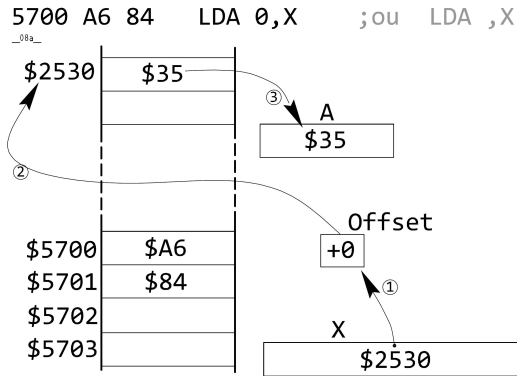 5700 A6 84 LDA 0,X ;ou LDA ,X
__08a__
$2530 $35
③
A
$35
②
Offset
$5700 $A6 +0
$5701 $84 ①
$5702
X
$5703 $2530